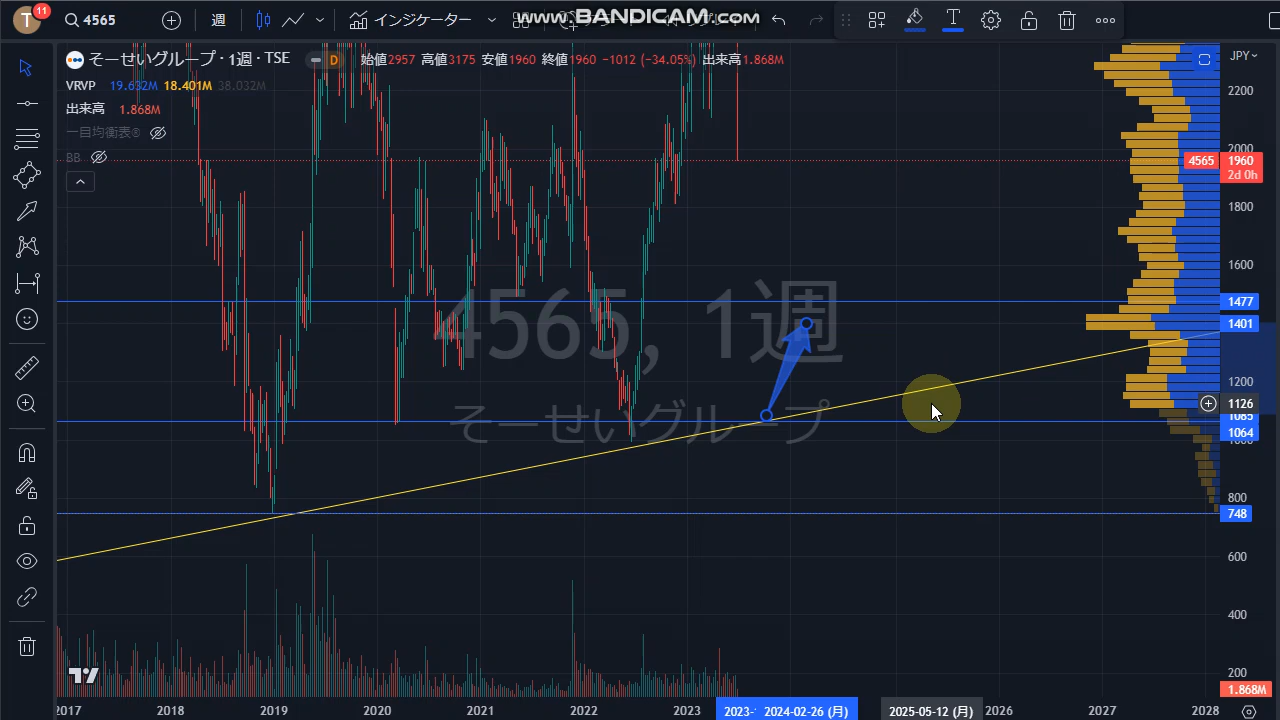 T 11 4565 週 インジケーター
www.BANDICAM.com
そーせいグループ・1週・TSE D 始値2957 高値3175 安値1960 終値1960 −1012 (−34.05%) 出来高1.868M
JPY
VRVP 19.632M 18.401M 38.032M
出来高 1.868M
一目均衡表
BB
2200
2000
4565 1960
2d 0h
1800
1600
1477
1401
1200
1126
1085
1064
1000
800
748
600
400
200
1.868M
4565, 1週
そーせいグループ
2017 2018 2019 2020 2021 2022 2023 2023- 2024-02-26 (月) 2025-05-12 (月) 2026 2027 2028